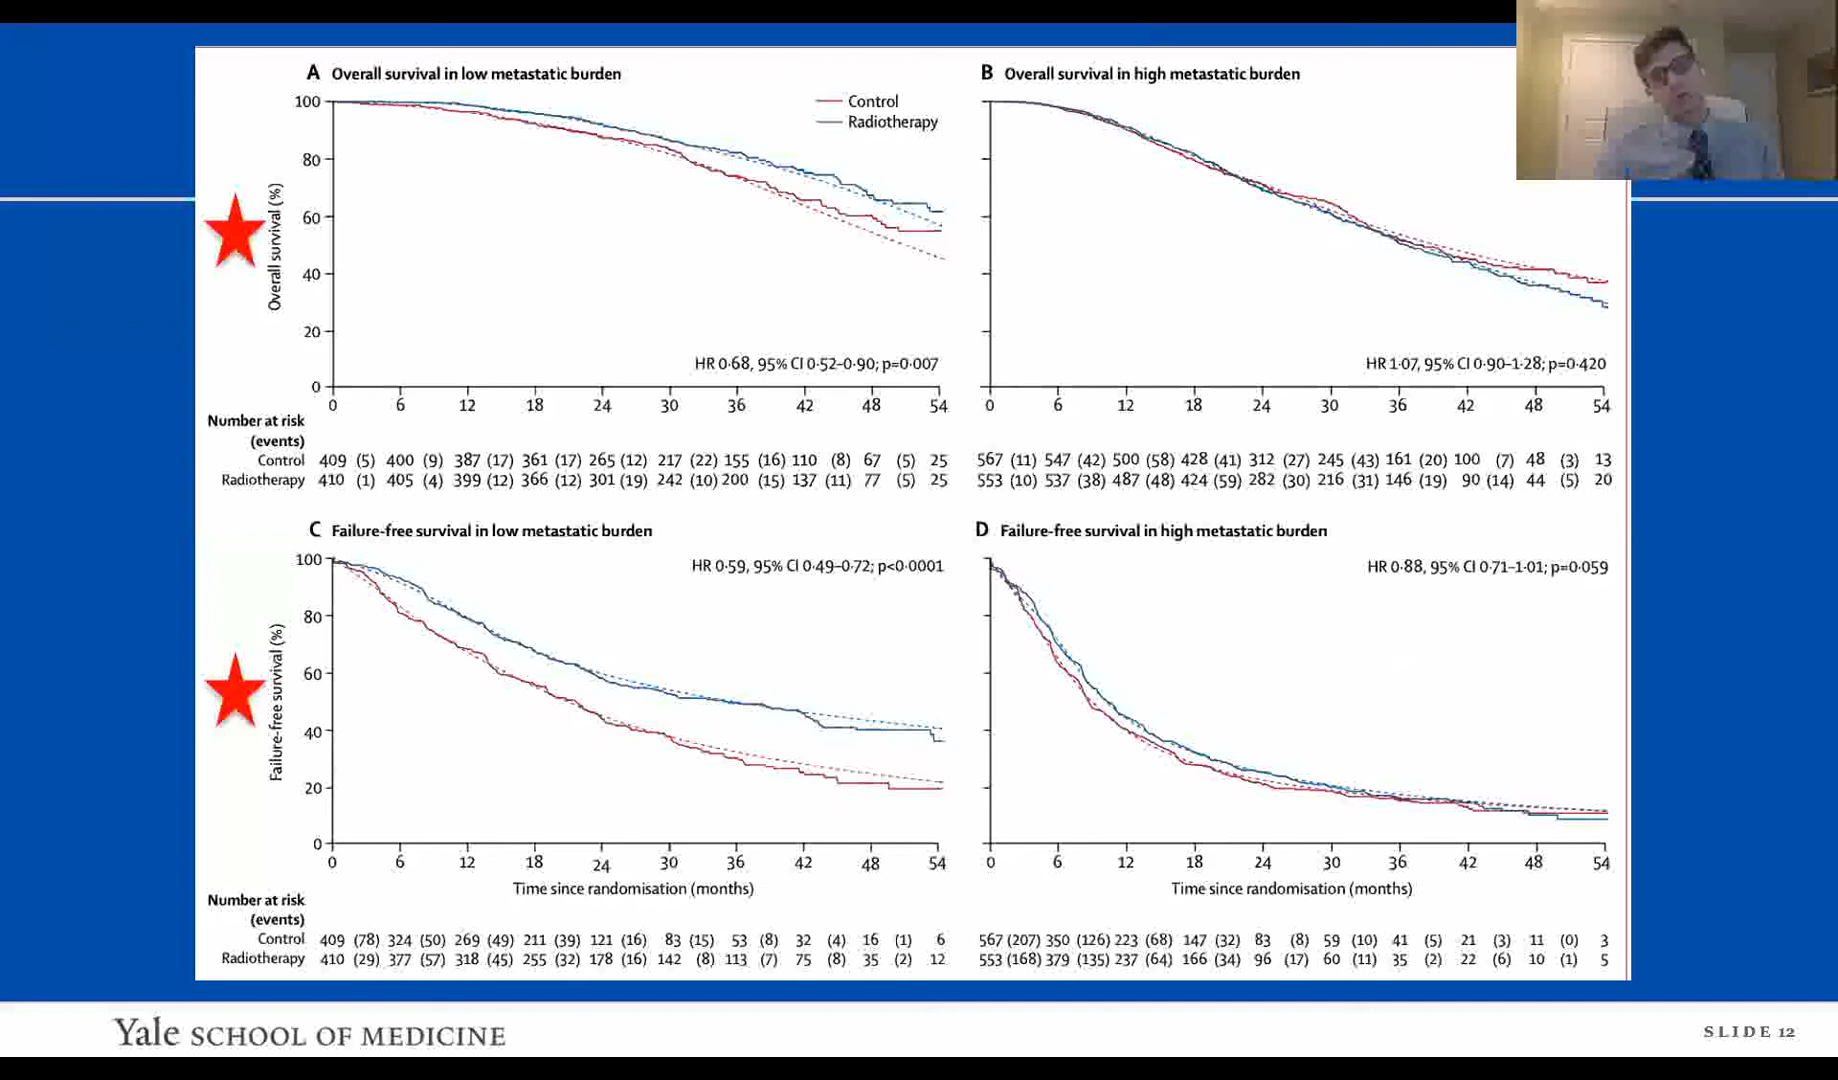 A Overall survival in low metastatic burden
Control
Radiotherapy
Overall survival (%)
100
80
60
40
20
0
HR 0·68, 95% CI 0·52–0·90; p=0·007
0 6 12 18 24 30 36 42 48 54
B Overall survival in high metastatic burden
HR 1·07, 95% CI 0·90–1·28; p=0·420
0 6 12 18 24 30 36 42 48 54
Number at risk
(events)
Control 409 (5) 400 (9) 387 (17) 361 (17) 265 (12) 217 (22) 155 (16) 110 (8) 67 (5) 25
Radiotherapy 410 (1) 405 (4) 399 (12) 366 (12) 301 (19) 242 (10) 200 (15) 137 (11) 77 (5) 25
567 (11) 547 (42) 500 (58) 428 (41) 312 (27) 245 (43) 161 (20) 100 (7) 48 (3) 13
553 (10) 537 (38) 487 (48) 424 (59) 282 (30) 216 (31) 146 (19) 90 (14) 44 (5) 20
C Failure-free survival in low metastatic burden
Failure-free survival (%)
100
80
60
40
20
0
HR 0·59, 95% CI 0·49–0·72; p<0·0001
0 6 12 18 24 30 36 42 48 54
Time since randomisation (months)
D Failure-free survival in high metastatic burden
HR 0·88, 95% CI 0·71–1·01; p=0·059
0 6 12 18 24 30 36 42 48 54
Time since randomisation (months)
Number at risk
(events)
Control 409 (78) 324 (50) 269 (49) 211 (39) 121 (16) 83 (15) 53 (8) 32 (4) 16 (1) 6
Radiotherapy 410 (29) 377 (57) 318 (45) 255 (32) 178 (16) 142 (8) 113 (7) 75 (8) 35 (2) 12
567 (207) 350 (126) 223 (68) 147 (32) 83 (8) 59 (10) 41 (5) 21 (3) 11 (0) 3
553 (168) 379 (135) 237 (64) 166 (34) 96 (17) 60 (11) 35 (2) 22 (6) 10 (1) 5
Yale SCHOOL OF MEDICINE
SLIDE 12